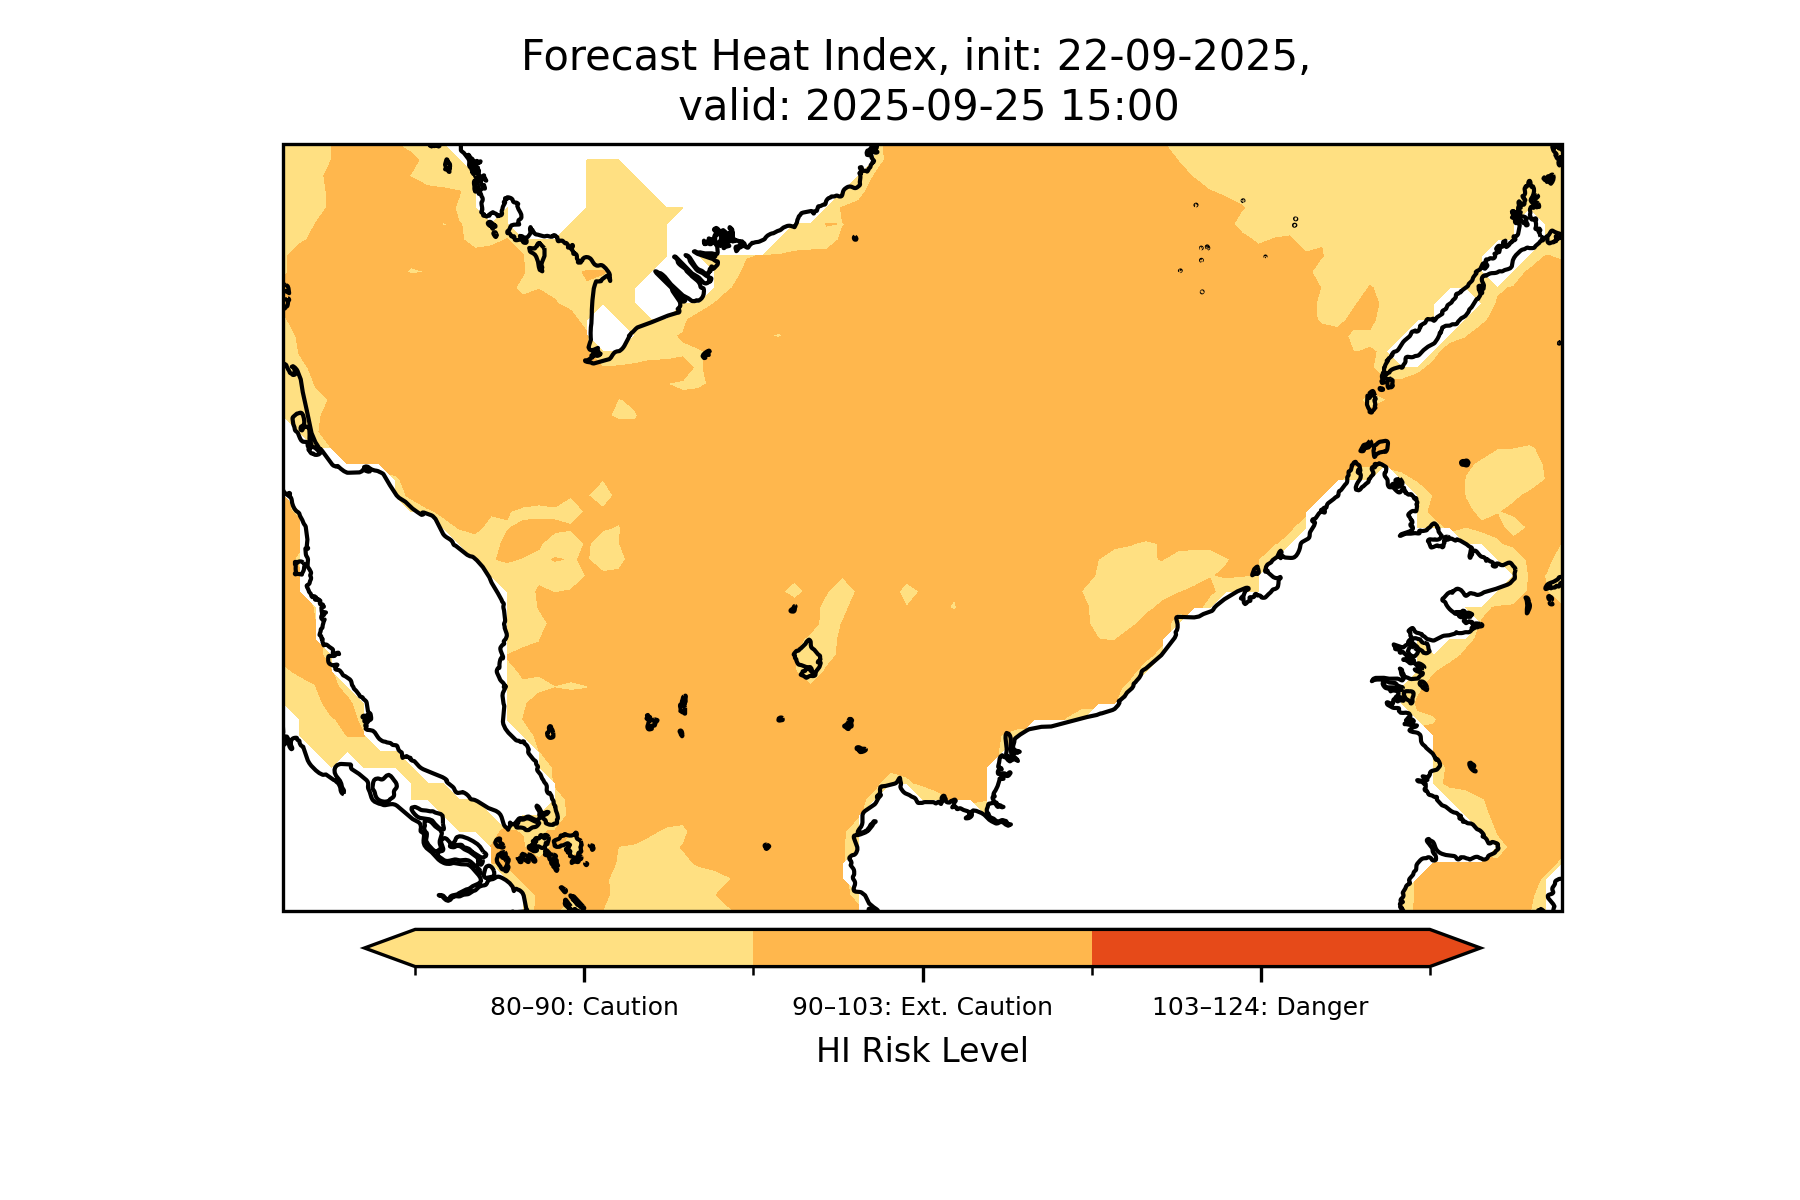 Forecast Heat Index, init: 22-09-2025,
valid: 2025-09-25 15:00
80–90: Caution
90–103: Ext. Caution
103–124: Danger
HI Risk Level